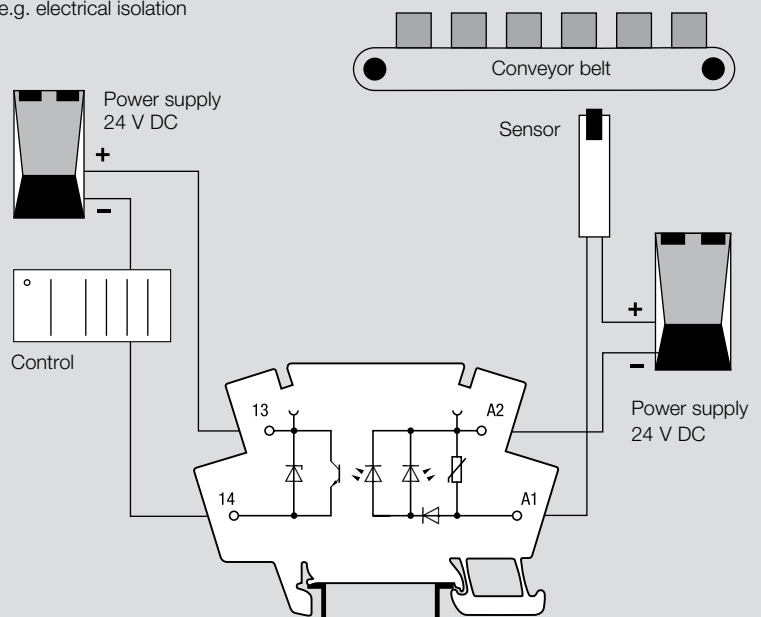 e.g. electrical isolation
Conveyor belt
Power supply
24 V DC
Sensor
+
–
+
–
Control
Power supply
24 V DC
13
A2
14
A1